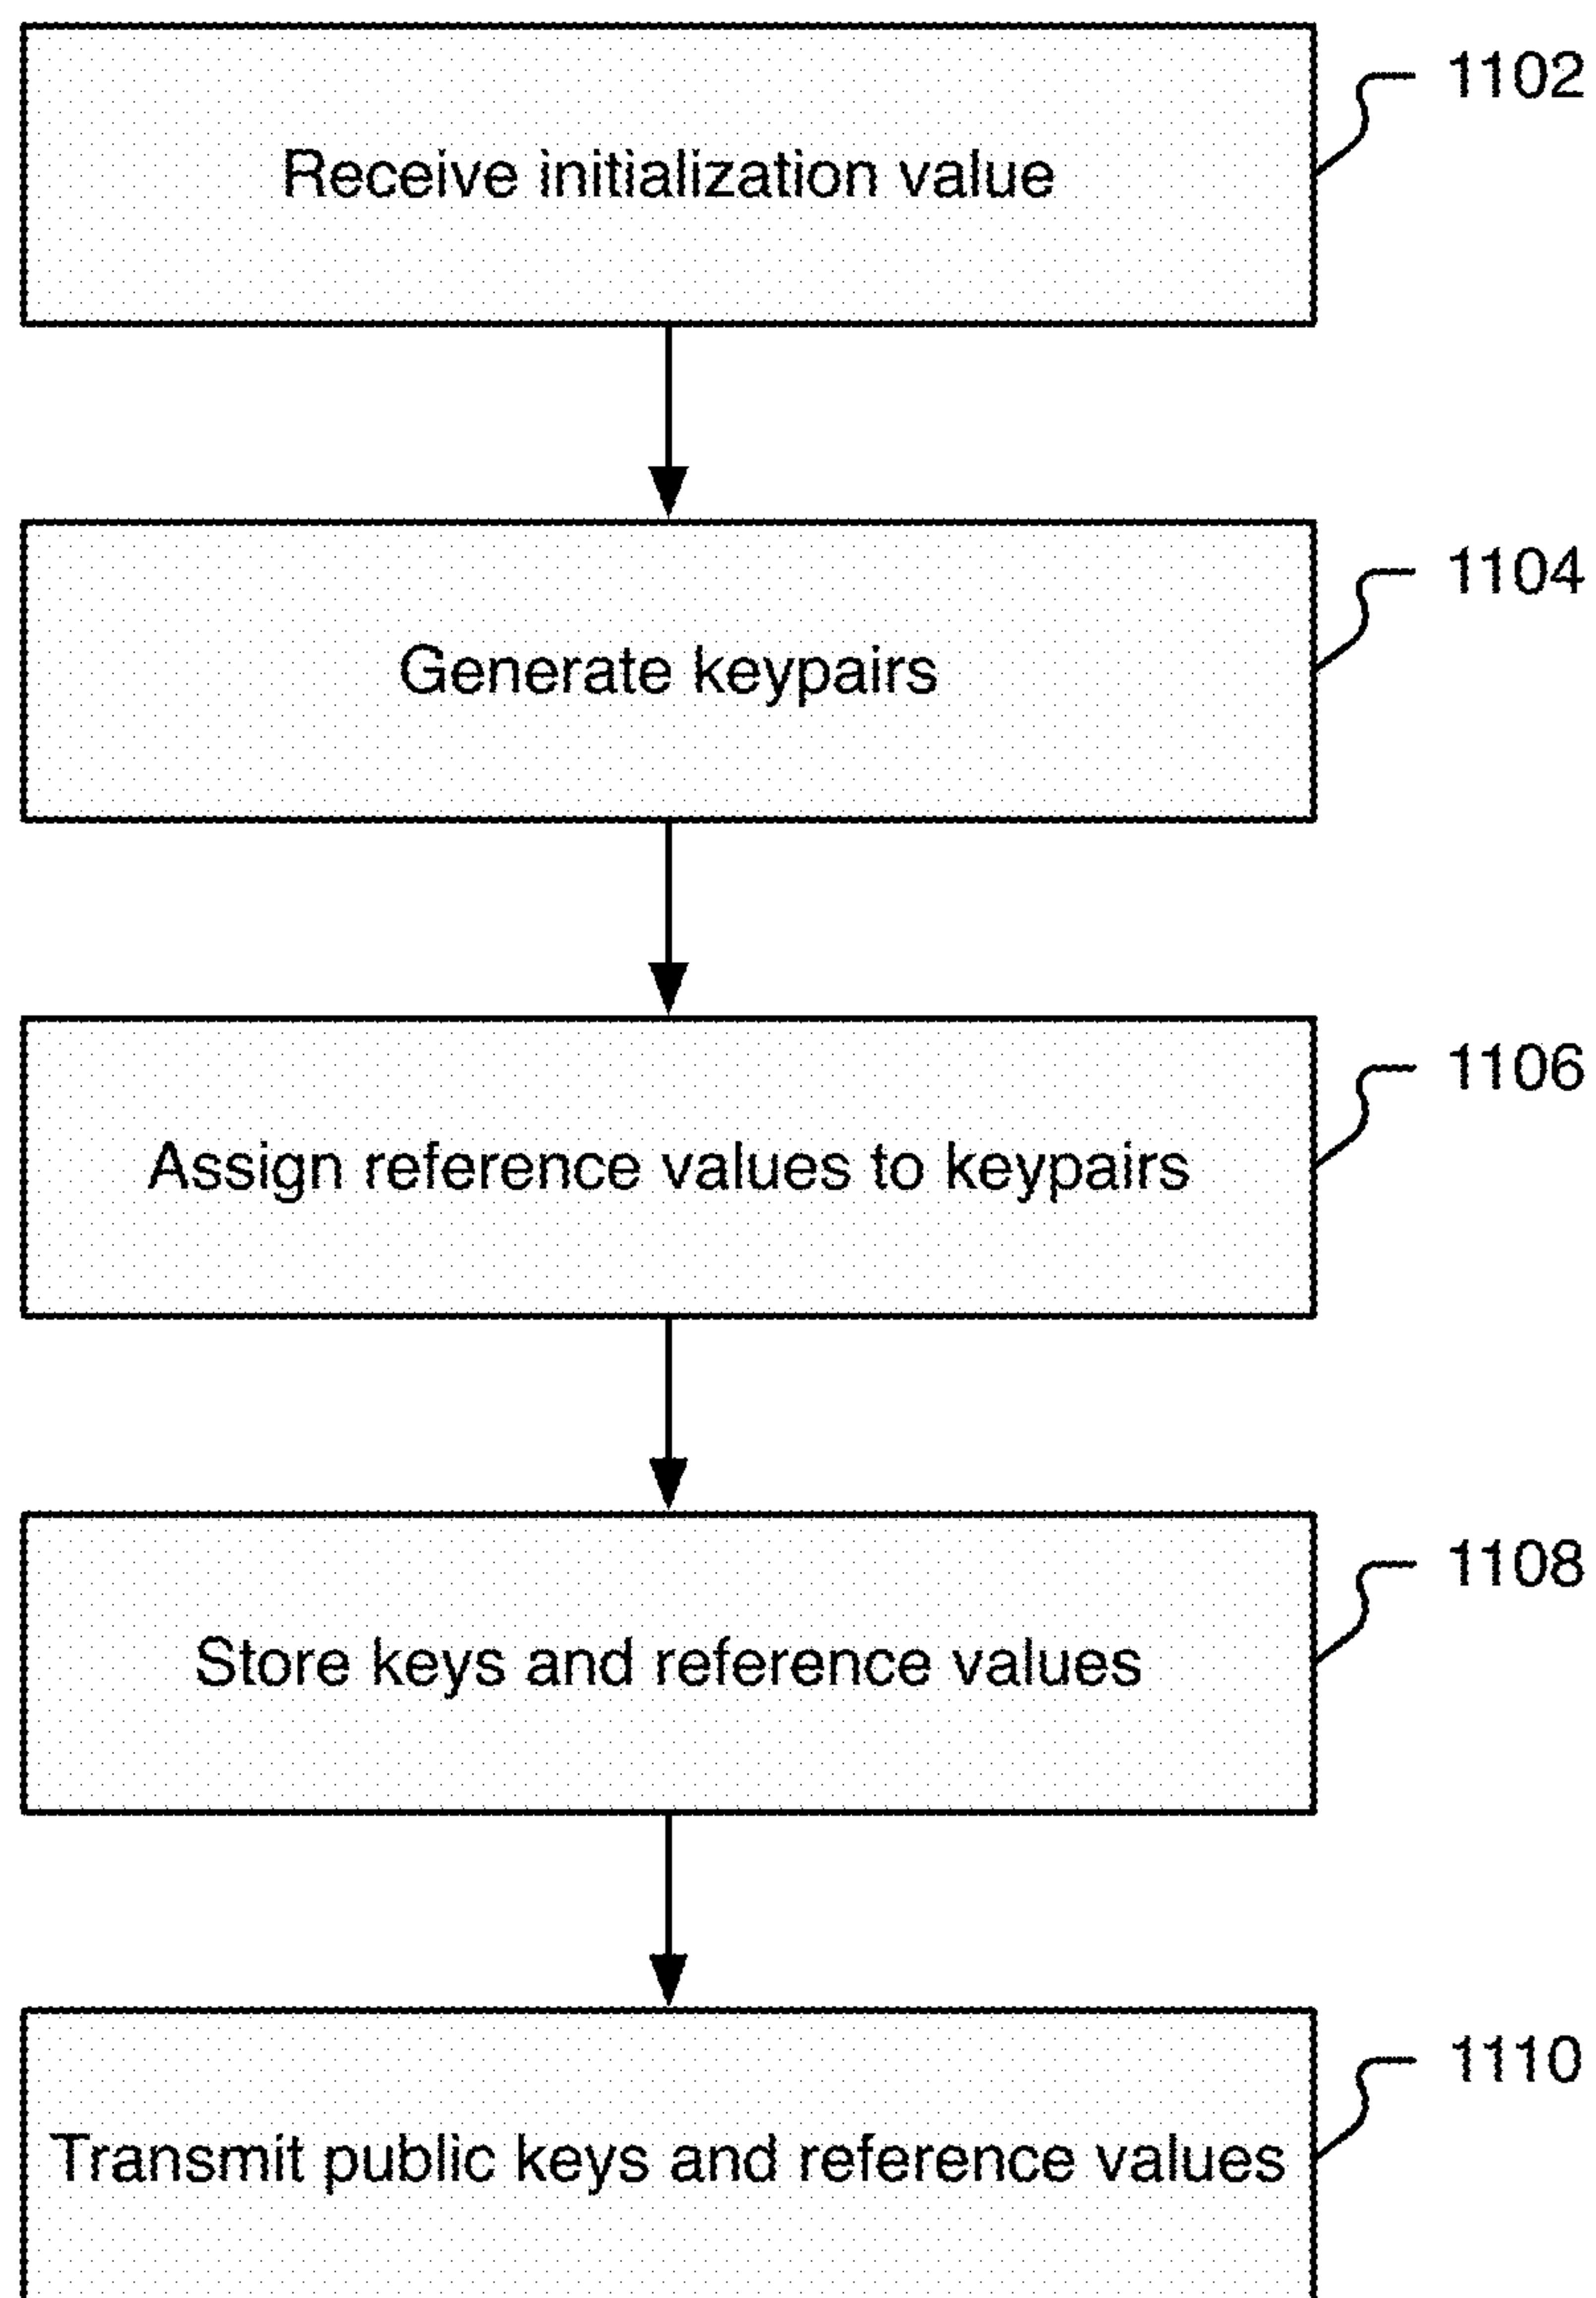 1102
Receive initialization value
1104
Generate keypairs
1106
Assign reference values to keypairs
1108
Store keys and reference values
1110
Transmit public keys and reference values